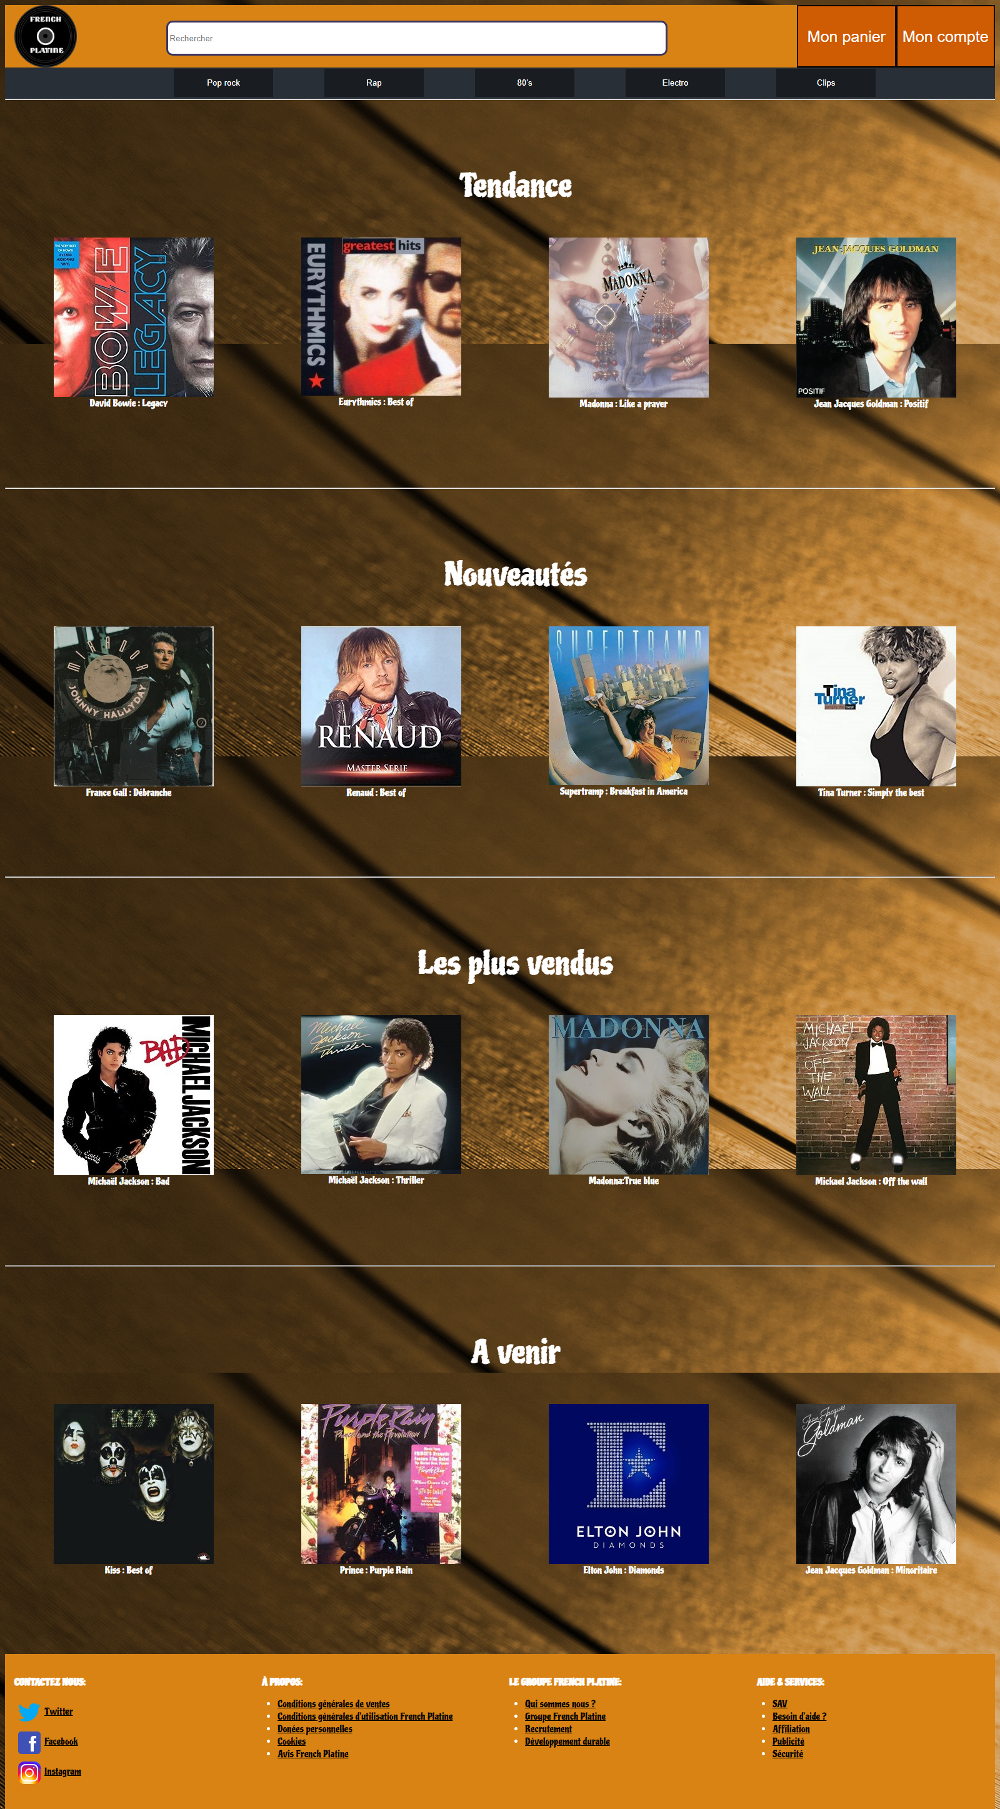 FRENCH
PLATINE
Rechercher
Mon panier
Mon compte
Pop rock
Rap
80's
Electro
Clips
Tendance
BOWIE
LEGACY
David Bowie : Legacy
greatest hits
EURYTHMICS
Eurythmics : Best of
MADONNA
Madonna : Like a prayer
JEAN-JACQUES GOLDMAN
POSITIF
Jean Jacques Goldman : Positif
Nouveautés
MIRADOR
JOHNNY HALLYDAY
France Gall : Débranche
RENAUD
MASTER SERIE
Renaud : Best of
SUPERTRAMP
Supertramp : Breakfast in America
Tina
Turner
Tina Turner : Simply the best
Les plus vendus
BAD
MICHAEL JACKSON
Michaël Jackson : Bad
Michael
Jackson
Thriller
Michaël Jackson : Thriller
MADONNA
Madonna:True blue
MICHAEL
JACKSON
OFF
THE
WALL
Mickael Jackson : Off the wall
A venir
KISS
Kiss : Best of
Purple Rain
Prince and the Revolution
Prince : Purple Rain
E
ELTON JOHN
DIAMONDS
Elton John : Diamonds
Jean-Jacques
Goldman
Jean Jacques Goldman : Minoritaire
CONTACTEZ NOUS:
Twitter
Facebook
Instagram
À PROPOS:
Conditions générales de ventes
Conditions générales d'utilisation French Platine
Donées personnelles
Cookies
Avis French Platine
LE GROUPE FRENCH PLATINE:
Qui sommes nous ?
Groupe French Platine
Recrutement
Développement durable
AIDE & SERVICES:
SAV
Besoin d'aide ?
Affiliation
Publicité
Sécurité